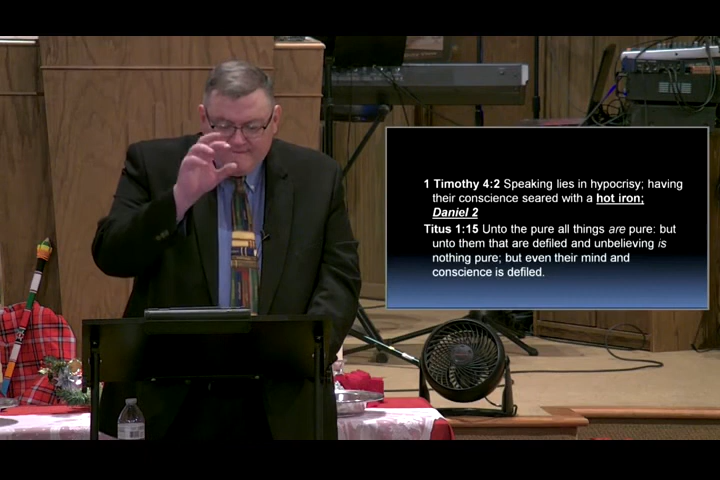 1 Timothy 4:2 Speaking lies in hypocrisy; having
their conscience seared with a hot iron;
Daniel 2
Titus 1:15 Unto the pure all things are pure: but
unto them that are defiled and unbelieving is
nothing pure; but even their mind and
conscience is defiled.